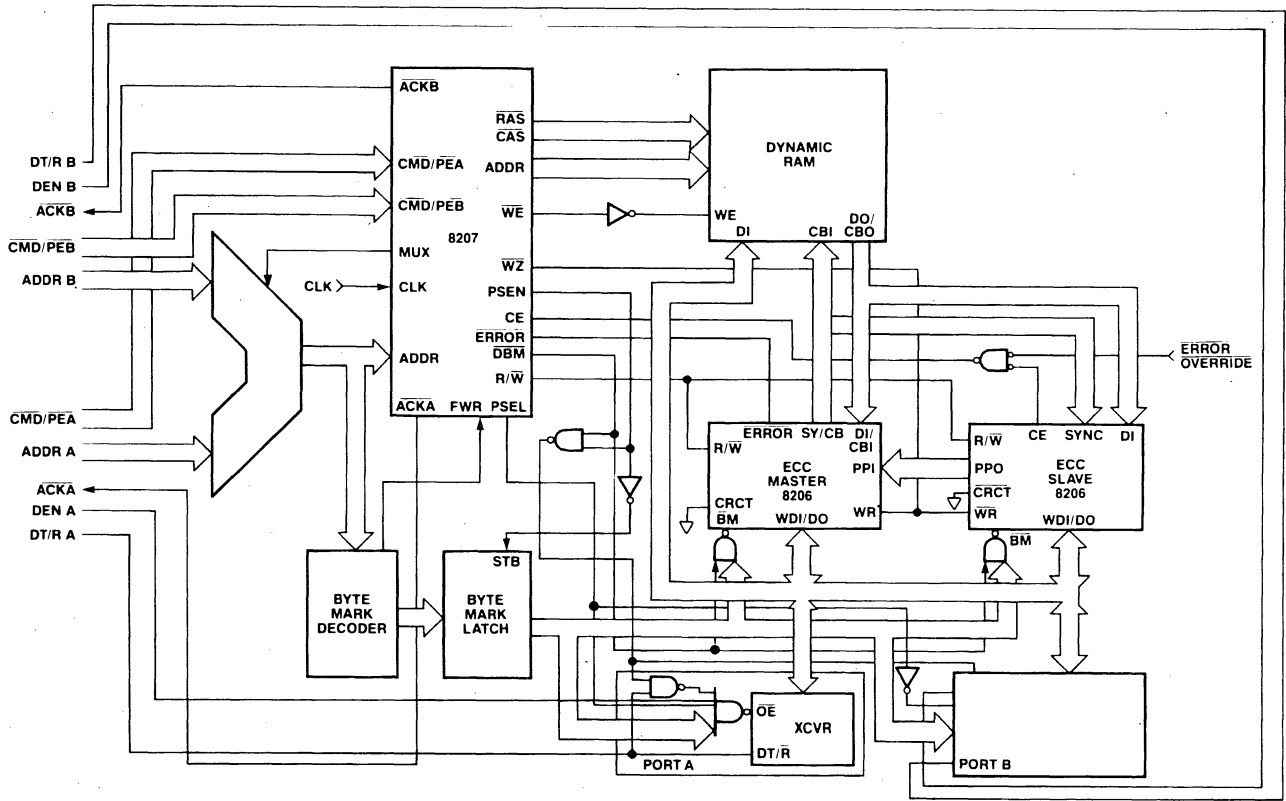 DT/R B
DEN B
ACKB
CMD/PEB
ADDR B
CMD/PEA
ADDR A
ACKA
DEN A
DT/R A
ACKB
CMD/PEA
CMD/PEB
8207
MUX
CLK
CLK
ADDR
ACKA
FWR
PSEL
RAS
CAS
ADDR
WE
WZ
PSEN
CE
ERROR
DBM
R/W
DYNAMIC
RAM
WE
DI
CBI
DO/
CBO
ERROR
OVERRIDE
ERROR
SY/CB
DI/
CBI
R/W
ECC
MASTER
8206
PPI
CRCT
BM
WDI/DO
WR
CE
SYNC
DI
R/W
PPO
ECC
SLAVE
8206
CRCT
WR
WDI/DO
BM
BYTE
MARK
DECODER
STB
BYTE
MARK
LATCH
OE
XCVR
DT/R
PORT A
PORT B